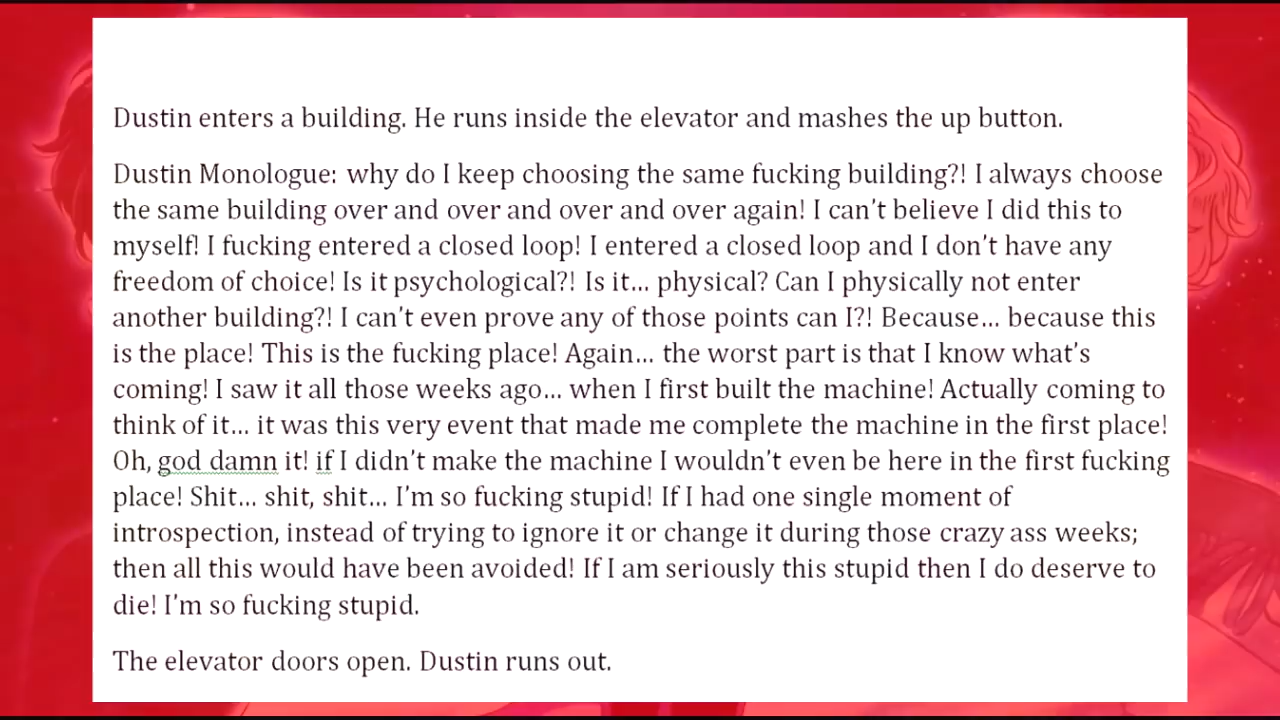 Dustin enters a building. He runs inside the elevator and mashes the up button.
Dustin Monologue: why do I keep choosing the same fucking building?! I always choose
the same building over and over and over and over again! I can't believe I did this to
myself! I fucking entered a closed loop! I entered a closed loop and I don't have any
freedom of choice! Is it psychological?! Is it... physical? Can I physically not enter
another building?! I can't even prove any of those points can I?! Because... because this
is the place! This is the fucking place! Again... the worst part is that I know what's
coming! I saw it all those weeks ago... when I first built the machine! Actually coming to
think of it... it was this very event that made me complete the machine in the first place!
Oh, god damn it! if I didn't make the machine I wouldn't even be here in the first fucking
place! Shit... shit, shit... I'm so fucking stupid! If I had one single moment of
introspection, instead of trying to ignore it or change it during those crazy ass weeks;
then all this would have been avoided! If I am seriously this stupid then I do deserve to
die! I'm so fucking stupid.
The elevator doors open. Dustin runs out.